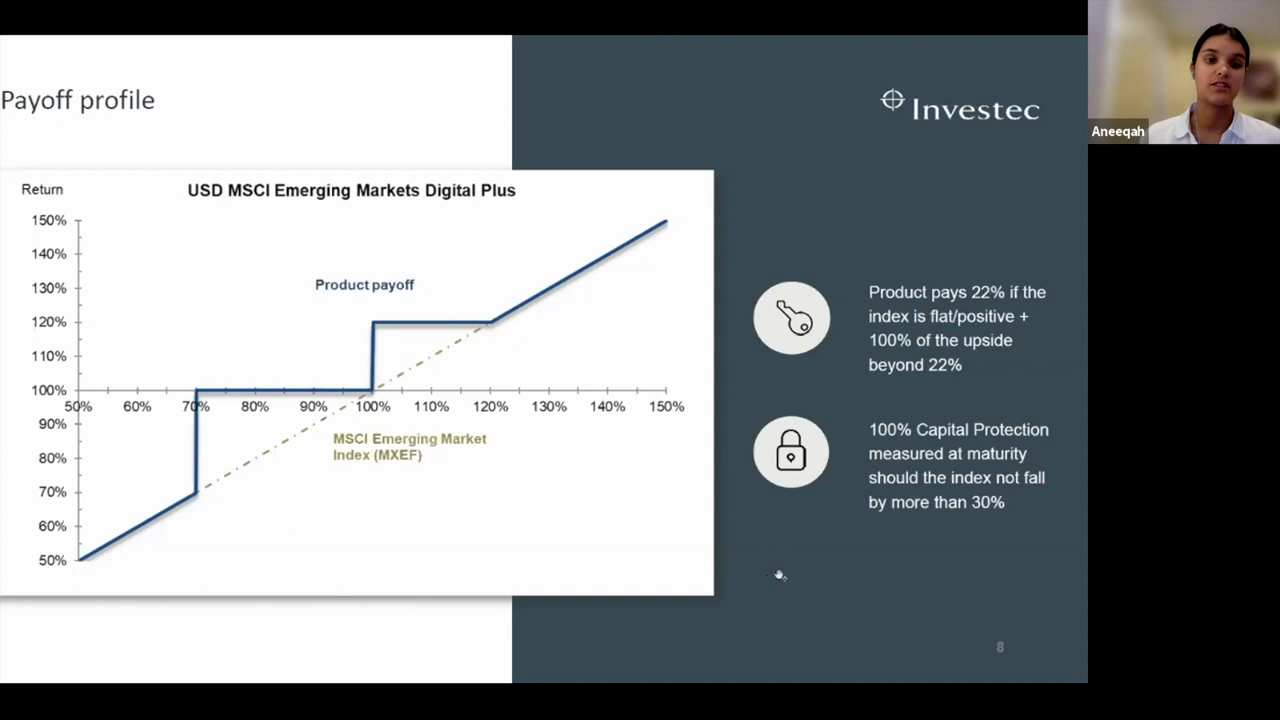 Payoff profile
Investec
Aneeqah
Return
USD MSCI Emerging Markets Digital Plus
150%
140%
130%
120%
110%
100%
90%
80%
70%
60%
50%
Product payoff
50%
60%
70%
80%
90%
100%
110%
120%
130%
140%
150%
MSCI Emerging Market
Index (MXEF)
Product pays 22% if the
index is flat/positive +
100% of the upside
beyond 22%
100% Capital Protection
measured at maturity
should the index not fall
by more than 30%
8